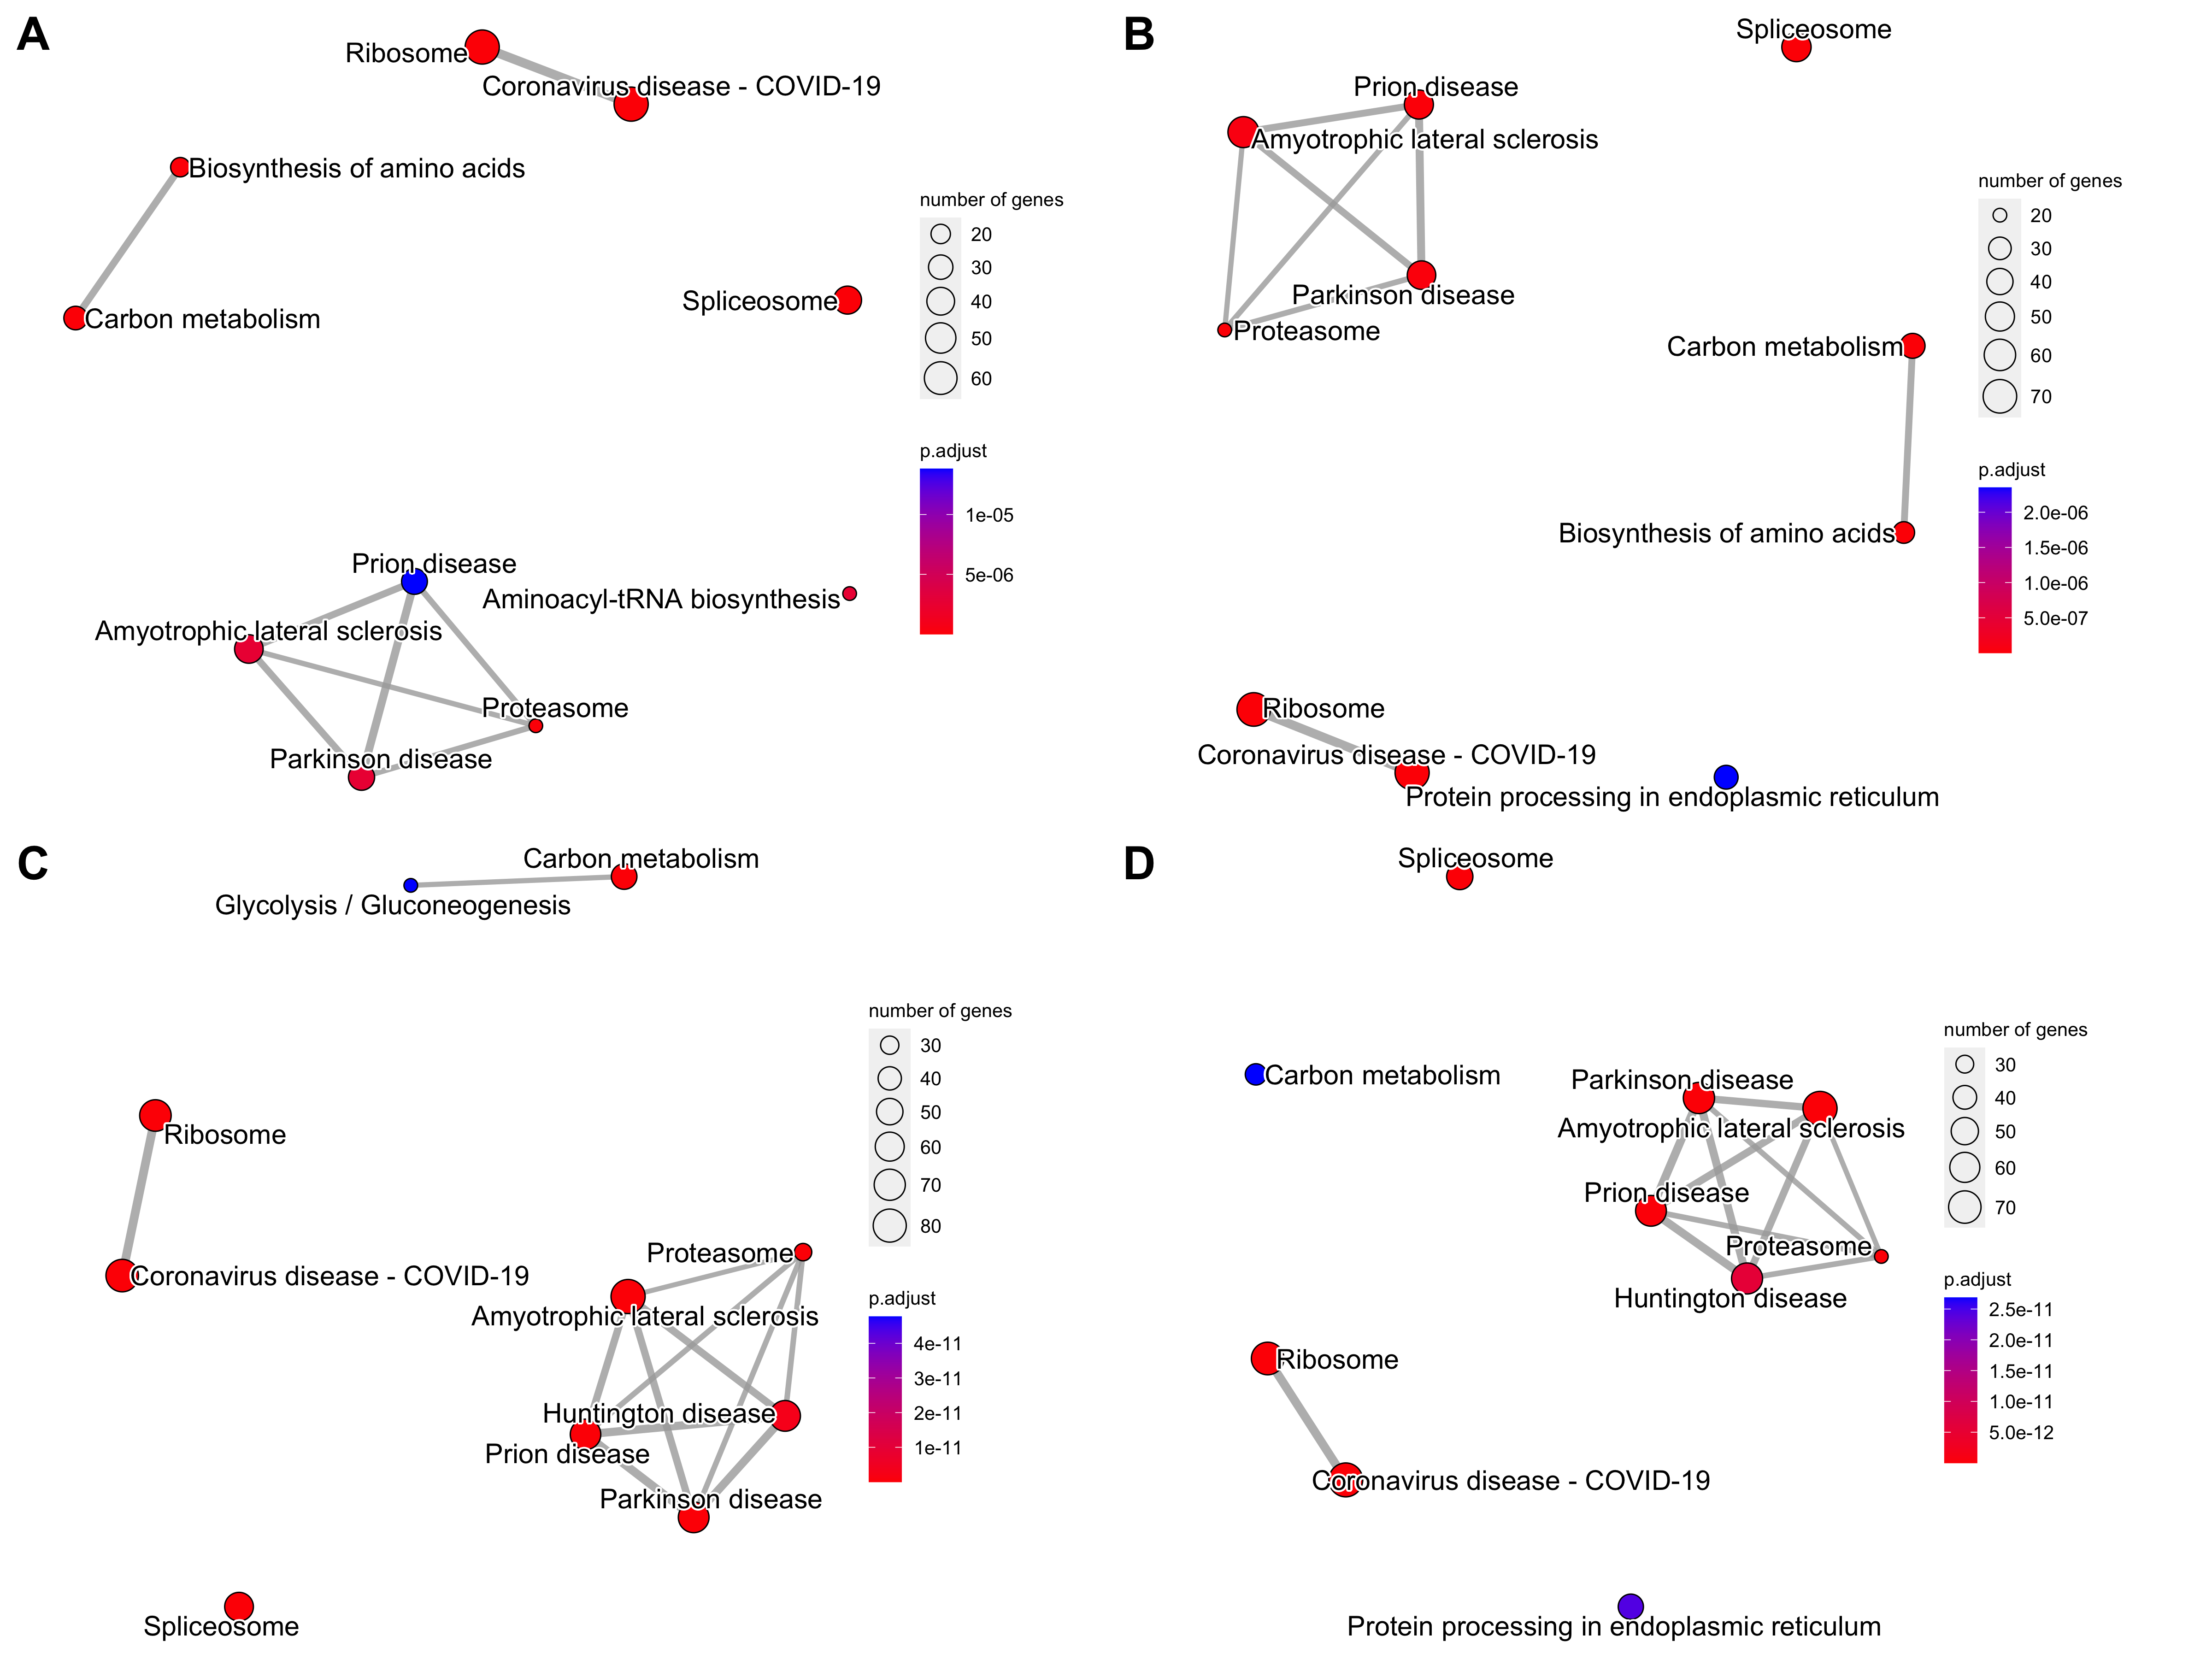 A
Ribosome
Coronavirus disease - COVID-19
Biosynthesis of amino acids
Carbon metabolism
Spliceosome
Prion disease
Aminoacyl-tRNA biosynthesis
Amyotrophic lateral sclerosis
Proteasome
Parkinson disease
number of genes
20
30
40
50
60
p.adjust
1e-05
5e-06
B
Spliceosome
Prion disease
Amyotrophic lateral sclerosis
Parkinson disease
Proteasome
Carbon metabolism
Biosynthesis of amino acids
Ribosome
Coronavirus disease - COVID-19
Protein processing in endoplasmic reticulum
number of genes
20
30
40
50
60
70
p.adjust
2.0e-06
1.5e-06
1.0e-06
5.0e-07
C
Carbon metabolism
Glycolysis / Gluconeogenesis
Ribosome
Coronavirus disease - COVID-19
Proteasome
Amyotrophic lateral sclerosis
Huntington disease
Prion disease
Parkinson disease
Spliceosome
number of genes
30
40
50
60
70
80
p.adjust
4e-11
3e-11
2e-11
1e-11
D
Spliceosome
Carbon metabolism
Parkinson disease
Amyotrophic lateral sclerosis
Prion disease
Proteasome
Huntington disease
Ribosome
Coronavirus disease - COVID-19
Protein processing in endoplasmic reticulum
number of genes
30
40
50
60
70
p.adjust
2.5e-11
2.0e-11
1.5e-11
1.0e-11
5.0e-12